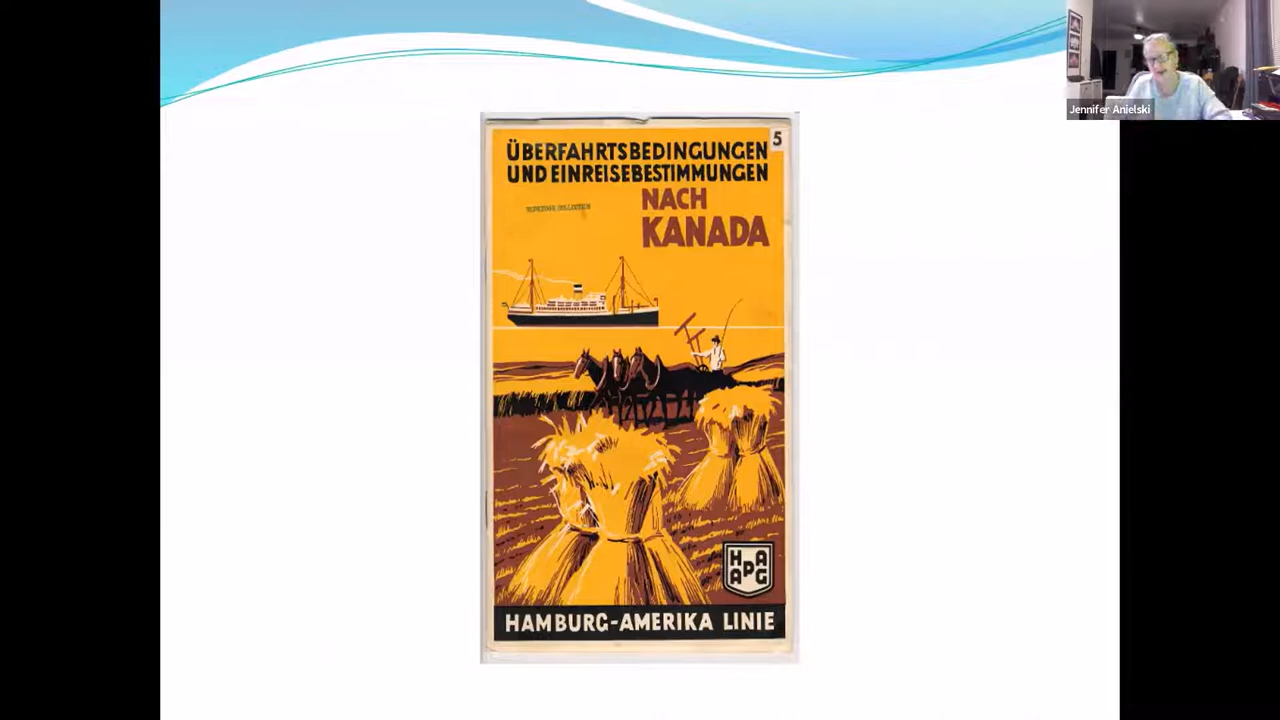 Jennifer Anielski
5
ÜBERFAHRTSBEDINGUNGEN
UND EINREISEBESTIMMUNGEN
NACH
KANADA
HAPAG
HAMBURG-AMERIKA LINIE